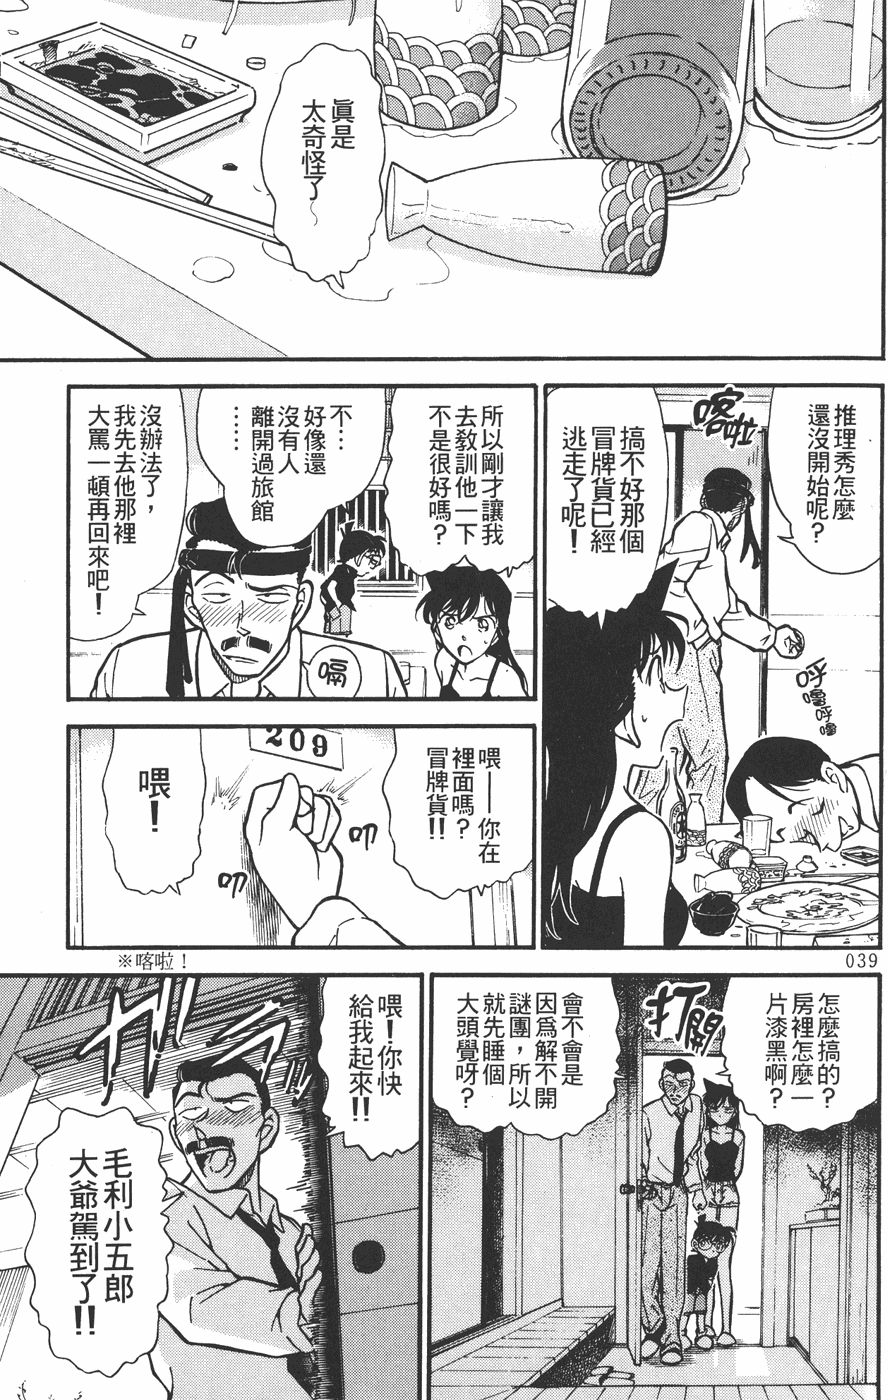 眞是
太奇怪了
推理秀怎麼
還沒開始呢?
喀啦
搞不好那個
冒牌貨已經
逃走了呢!
呼嚕呼嚕
所以剛才讓我
去教訓他一下
不是很好嗎?
不…
好像還
沒有人
離開過旅館
……
嗝
沒辦法了,
我先去他那裡
大罵一頓再回來吧!
209
喂——你在
裡面嗎?
冒牌貨!!
叩
叩
喂!
※喀啦!
039
怎麼搞的?
房裡怎麼一
片漆黑啊?
打開
會不會是
因爲解不開
謎團,所以
就先睡個
大頭覺呀?
喂!你快
給我起來!!
ガラッ!!
毛利小五郎
大爺駕到了!!